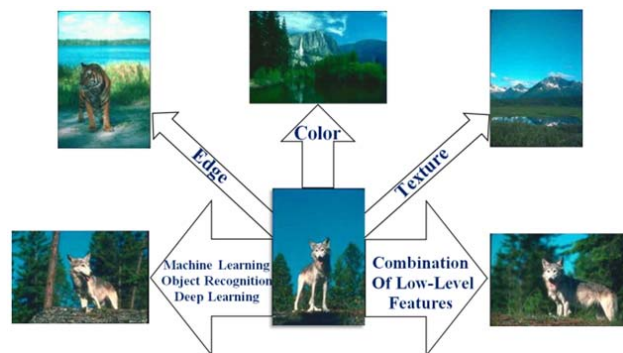 Color
Edge
Texture
Machine Learning
Object Recognition
Deep Learning
Combination
Of Low-Level
Features